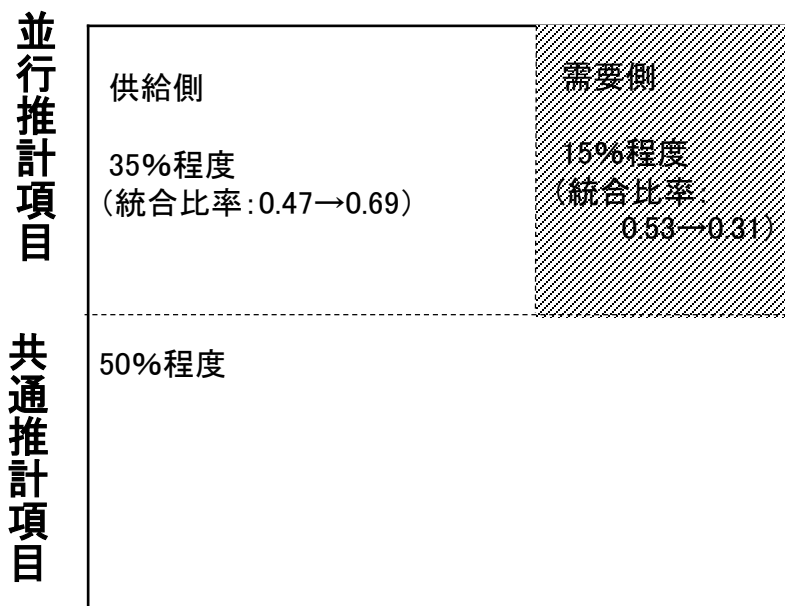 並行推計項目
供給側
35%程度
（統合比率：0.47→0.69）
需要側
15%程度
（統合比率：
0.53→0.31）
共通推計項目
50%程度